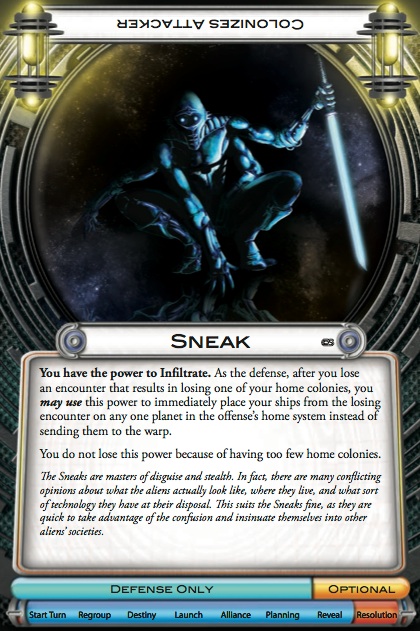 COLONIZES ATTACKER
SNEAK
CS
You have the power to Infiltrate. As the defense, after you lose
an encounter that results in losing one of your home colonies, you
may use this power to immediately place your ships from the losing
encounter on any one planet in the offense's home system instead of
sending them to the warp.
You do not lose this power because of having too few home colonies.
The Sneaks are masters of disguise and stealth. In fact, there are many conflicting
opinions about what the aliens actually look like, where they live, and what sort
of technology they have at their disposal. This suits the Sneaks fine, as they are
quick to take advantage of the confusion and insinuate themselves into other
aliens' societies.
DEFENSE ONLY
OPTIONAL
Start Turn Regroup Destiny Launch Alliance Planning Reveal Resolution